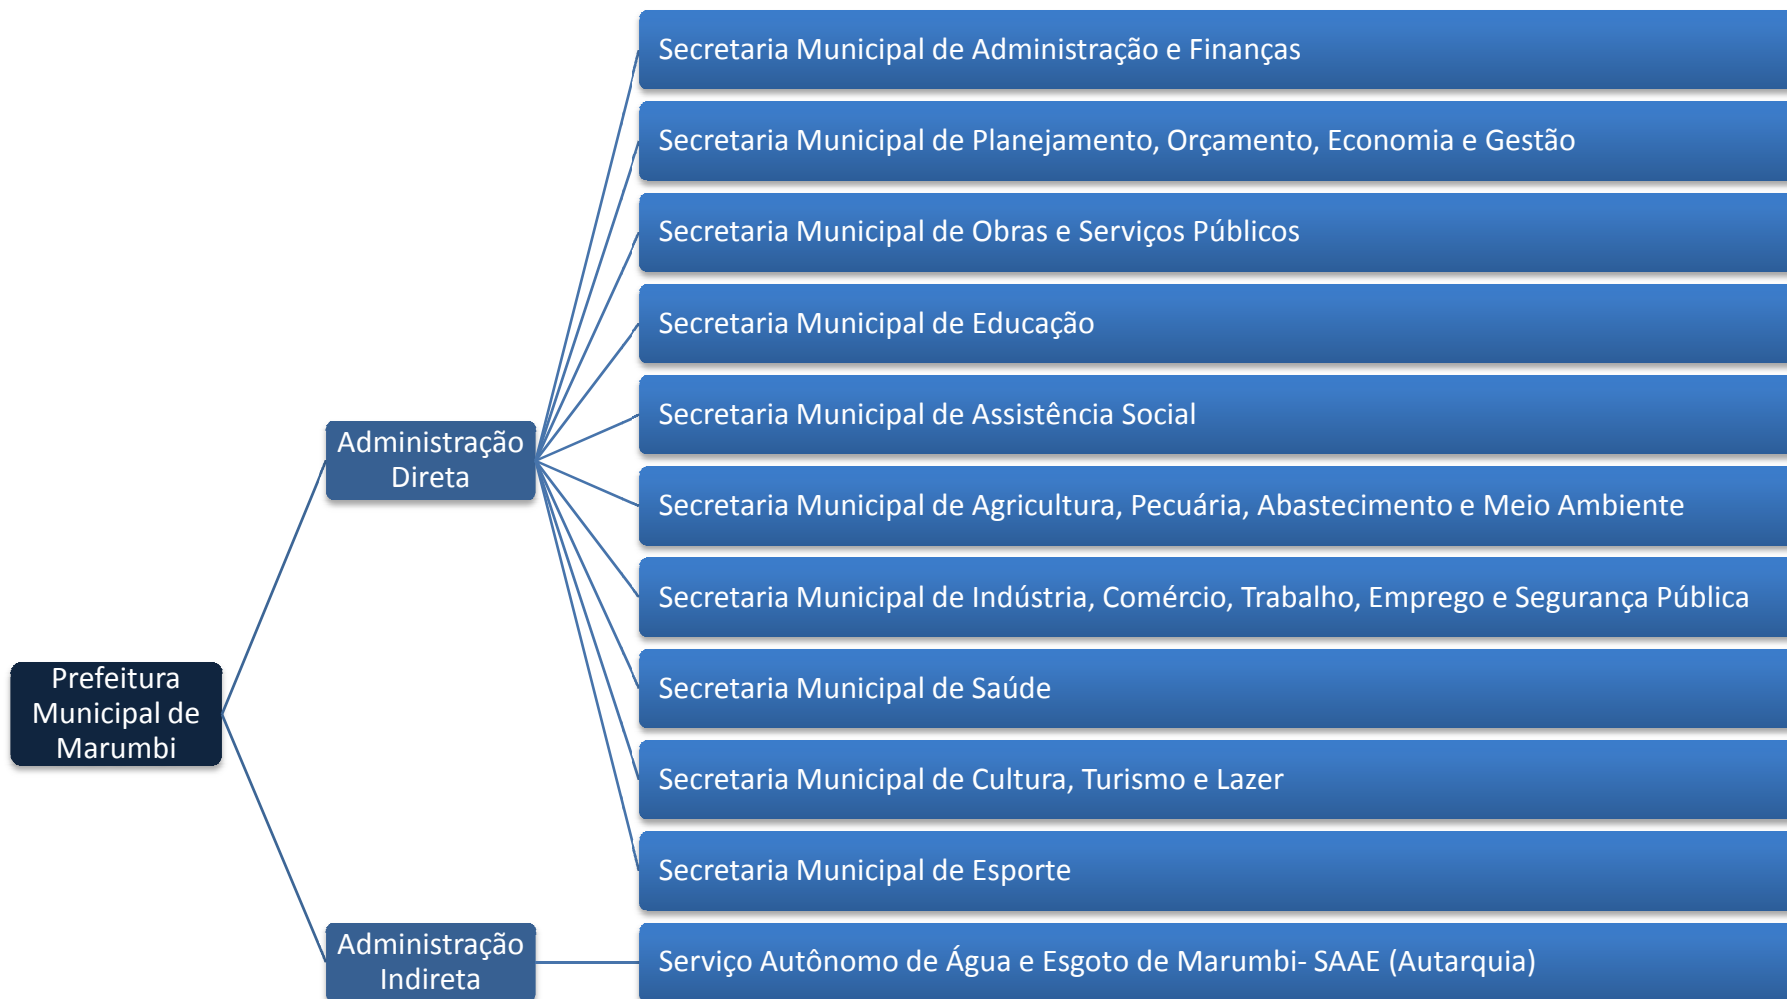 Secretaria Municipal de Administração e Finanças
Secretaria Municipal de Planejamento, Orçamento, Economia e Gestão
Secretaria Municipal de Obras e Serviços Públicos
Secretaria Municipal de Educação
Secretaria Municipal de Assistência Social
Administração
Direta
Secretaria Municipal de Agricultura, Pecuária, Abastecimento e Meio Ambiente
Secretaria Municipal de Indústria, Comércio, Trabalho, Emprego e Segurança Pública
Prefeitura
Municipal de
Marumbi
Secretaria Municipal de Saúde
Secretaria Municipal de Cultura, Turismo e Lazer
Secretaria Municipal de Esporte
Administração
Indireta
Serviço Autônomo de Água e Esgoto de Marumbi- SAAE (Autarquia)